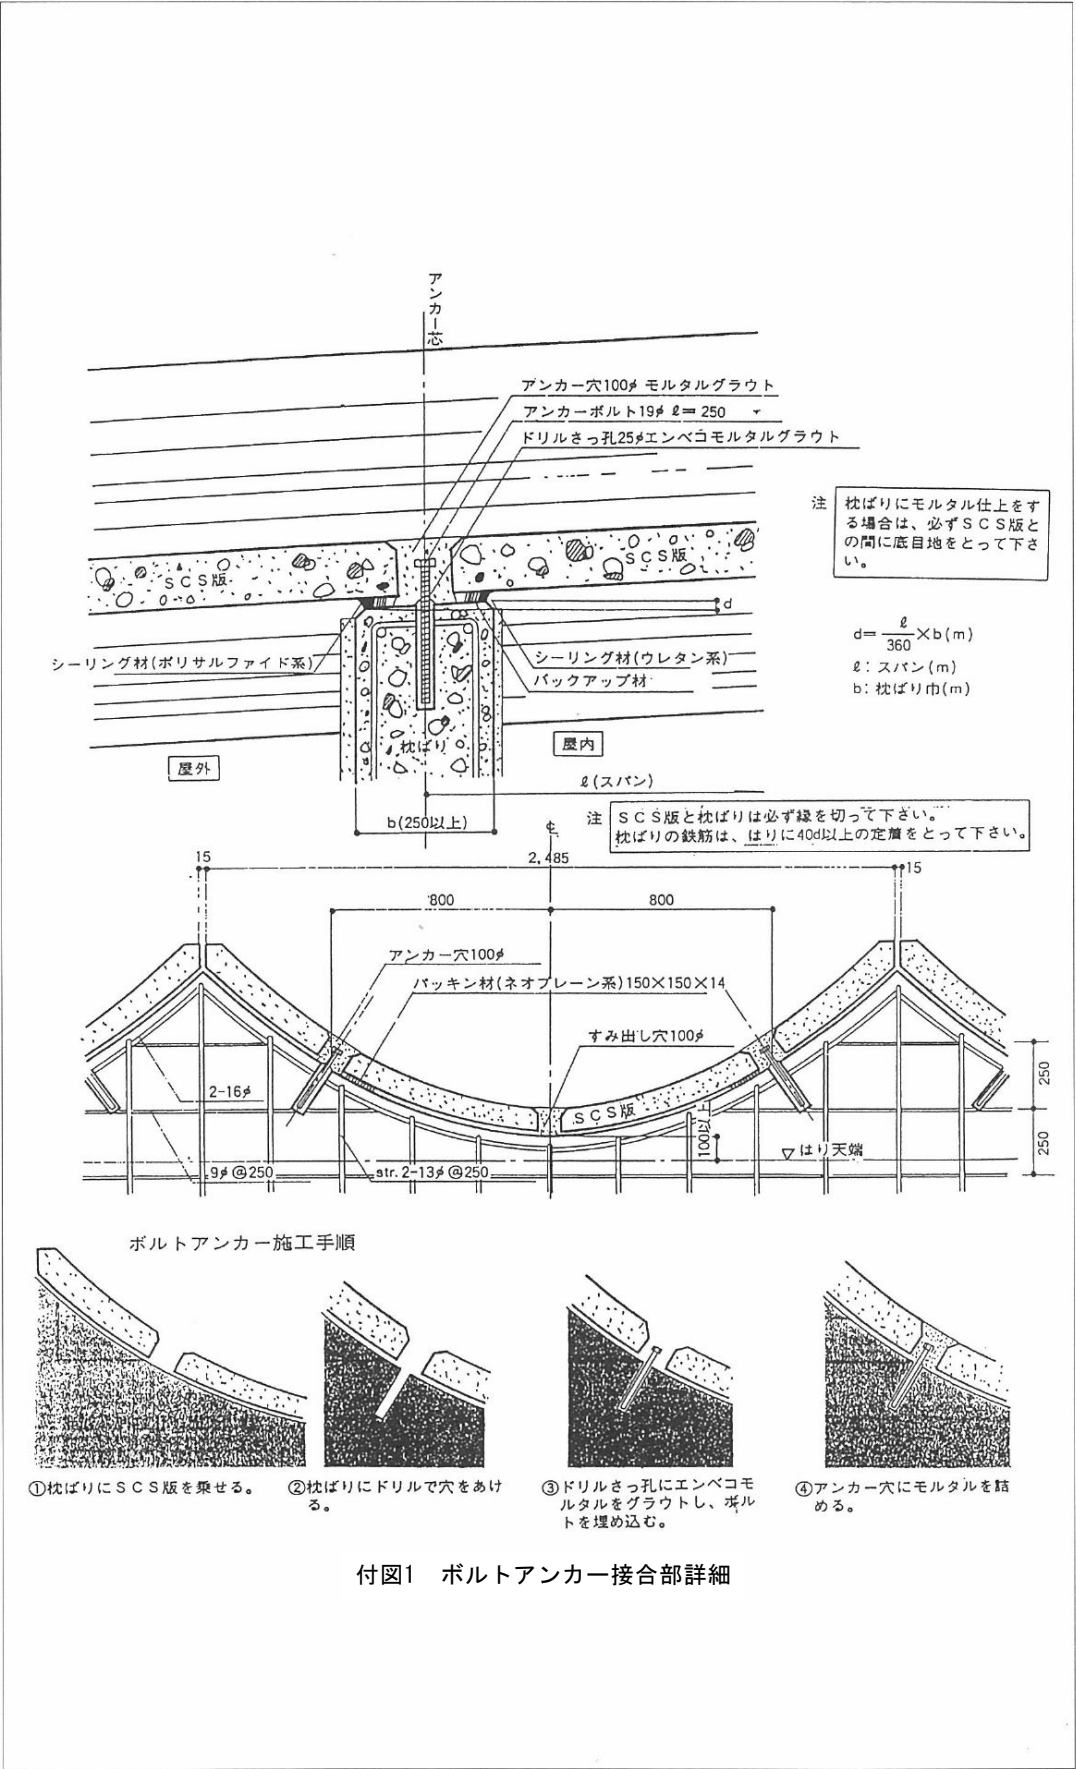 アンカー芯
アンカー穴100φ モルタルグラウト
アンカーボルト19φ ℓ=250
ドリルさっ孔25φエンベコモルタルグラウト
注 枕ばりにモルタル仕上をす
る場合は、必ずSCS版と
の間に底目地をとって下さ
い。
SCS版
SCS版
d
d=ℓ/360×b(m)
ℓ: スパン(m)
b: 枕ばり巾(m)
シーリング材(ポリサルファイド系)
シーリング材(ウレタン系)
バックアップ材
枕ばり
屋外
屋内
ℓ(スパン)
b(250以上)
注 SCS版と枕ばりは必ず縁を切って下さい。
枕ばりの鉄筋は、はりに40d以上の定着をとって下さい。
℄
15
2,485
15
800
800
アンカー穴100φ
パッキン材(ネオプレーン系)150×150×14
すみ出し穴100φ
2-16φ
SCS版
100以上
250
250
▽はり天端
9φ@250
str.2-13φ@250
ボルトアンカー施工手順
①枕ばりにSCS版を乗せる。
②枕ばりにドリルで穴をあけ
る。
③ドリルさっ孔にエンベコモ
ルタルをグラウトし、ボル
トを埋め込む。
④アンカー穴にモルタルを詰
める。
付図1 ボルトアンカー接合部詳細